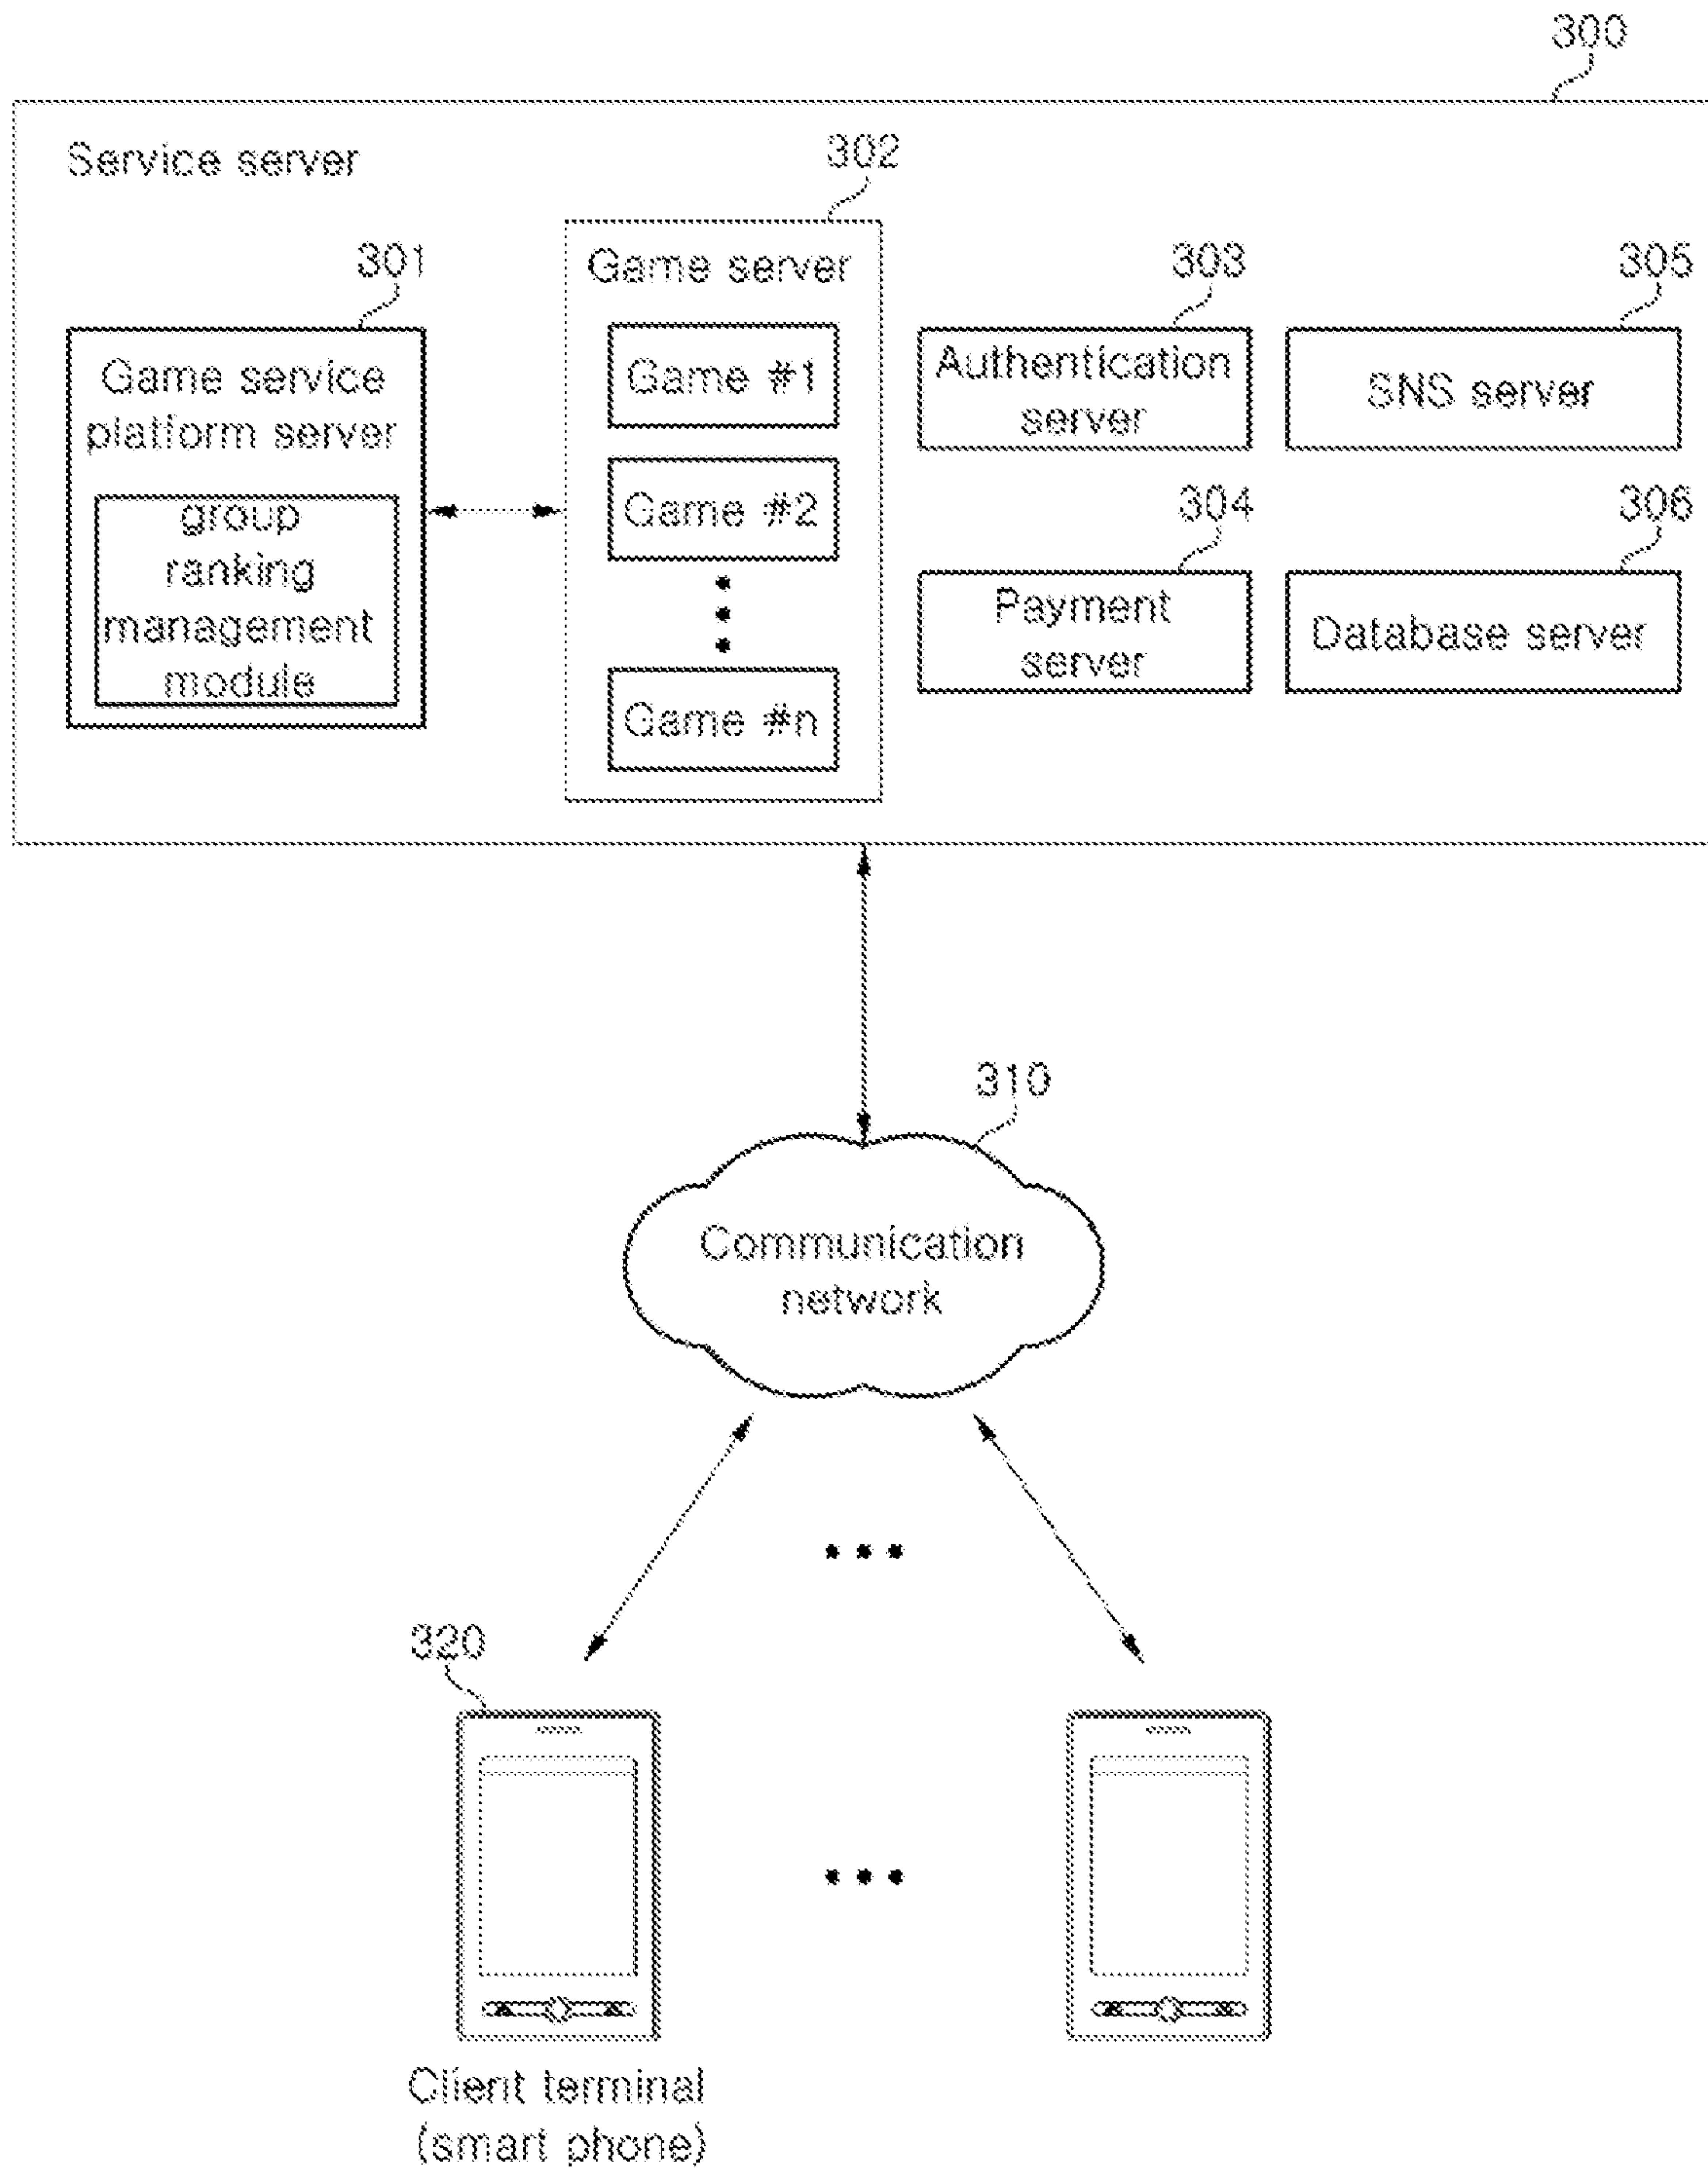 300
Service server
302
301
Game server
303
305
Game service
platform server
Game #1
Authentication
server
SNS server
group
ranking
management
module
Game #2
304
306
Payment
server
Database server
Game #n
310
Communication
network
320
Client terminal
(smart phone)